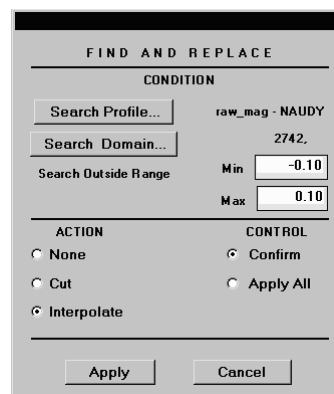 FIND AND REPLACE
CONDITION
Search Profile... raw_mag - NAUDY
Search Domain... 2742,
Search Outside Range Min -0.10
Max 0.10
ACTION CONTROL
None Confirm
Cut Apply All
Interpolate
Apply Cancel